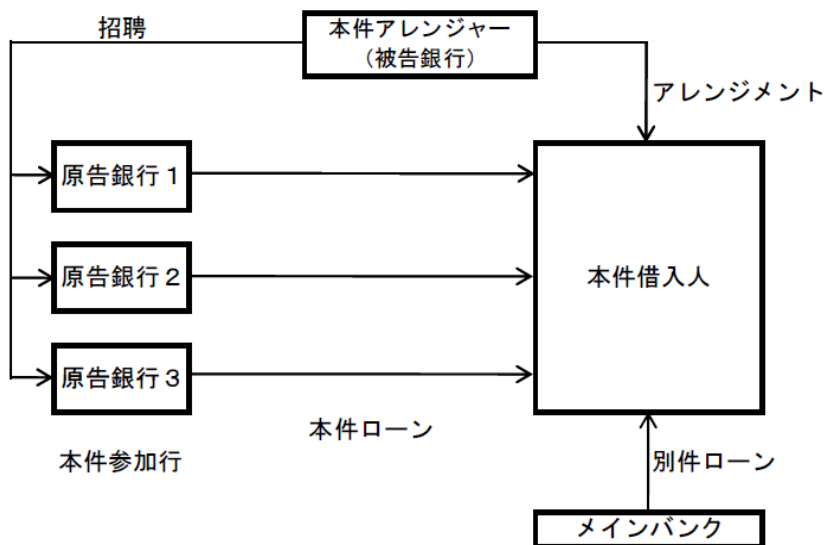 招聘
本件アレンジャー
（被告銀行）
アレンジメント
原告銀行１
原告銀行２
本件借入人
原告銀行３
本件ローン
本件参加行
別件ローン
メインバンク